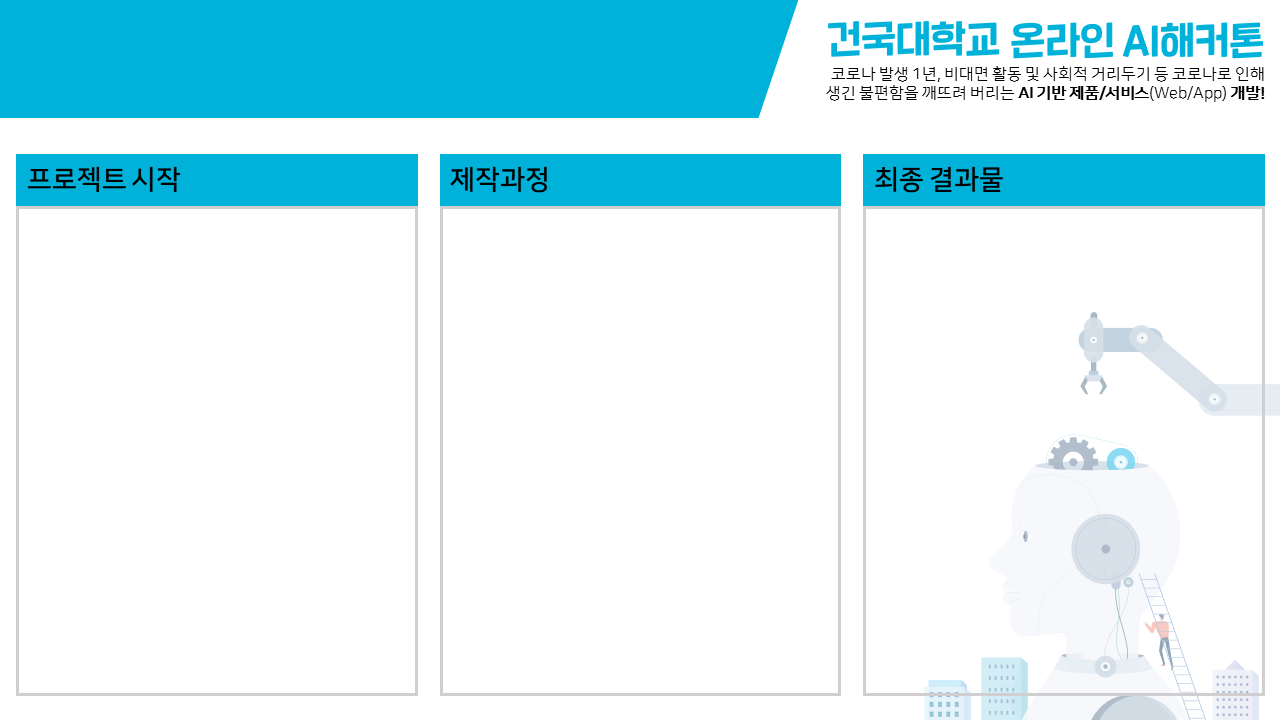 건국대학교 온라인 AI해커톤
코로나 발생 1년, 비대면 활동 및 사회적 거리두기 등 코로나로 인해
생긴 불편함을 깨뜨려 버리는 AI 기반 제품/서비스(Web/App) 개발!
프로젝트 시작
제작과정
최종 결과물